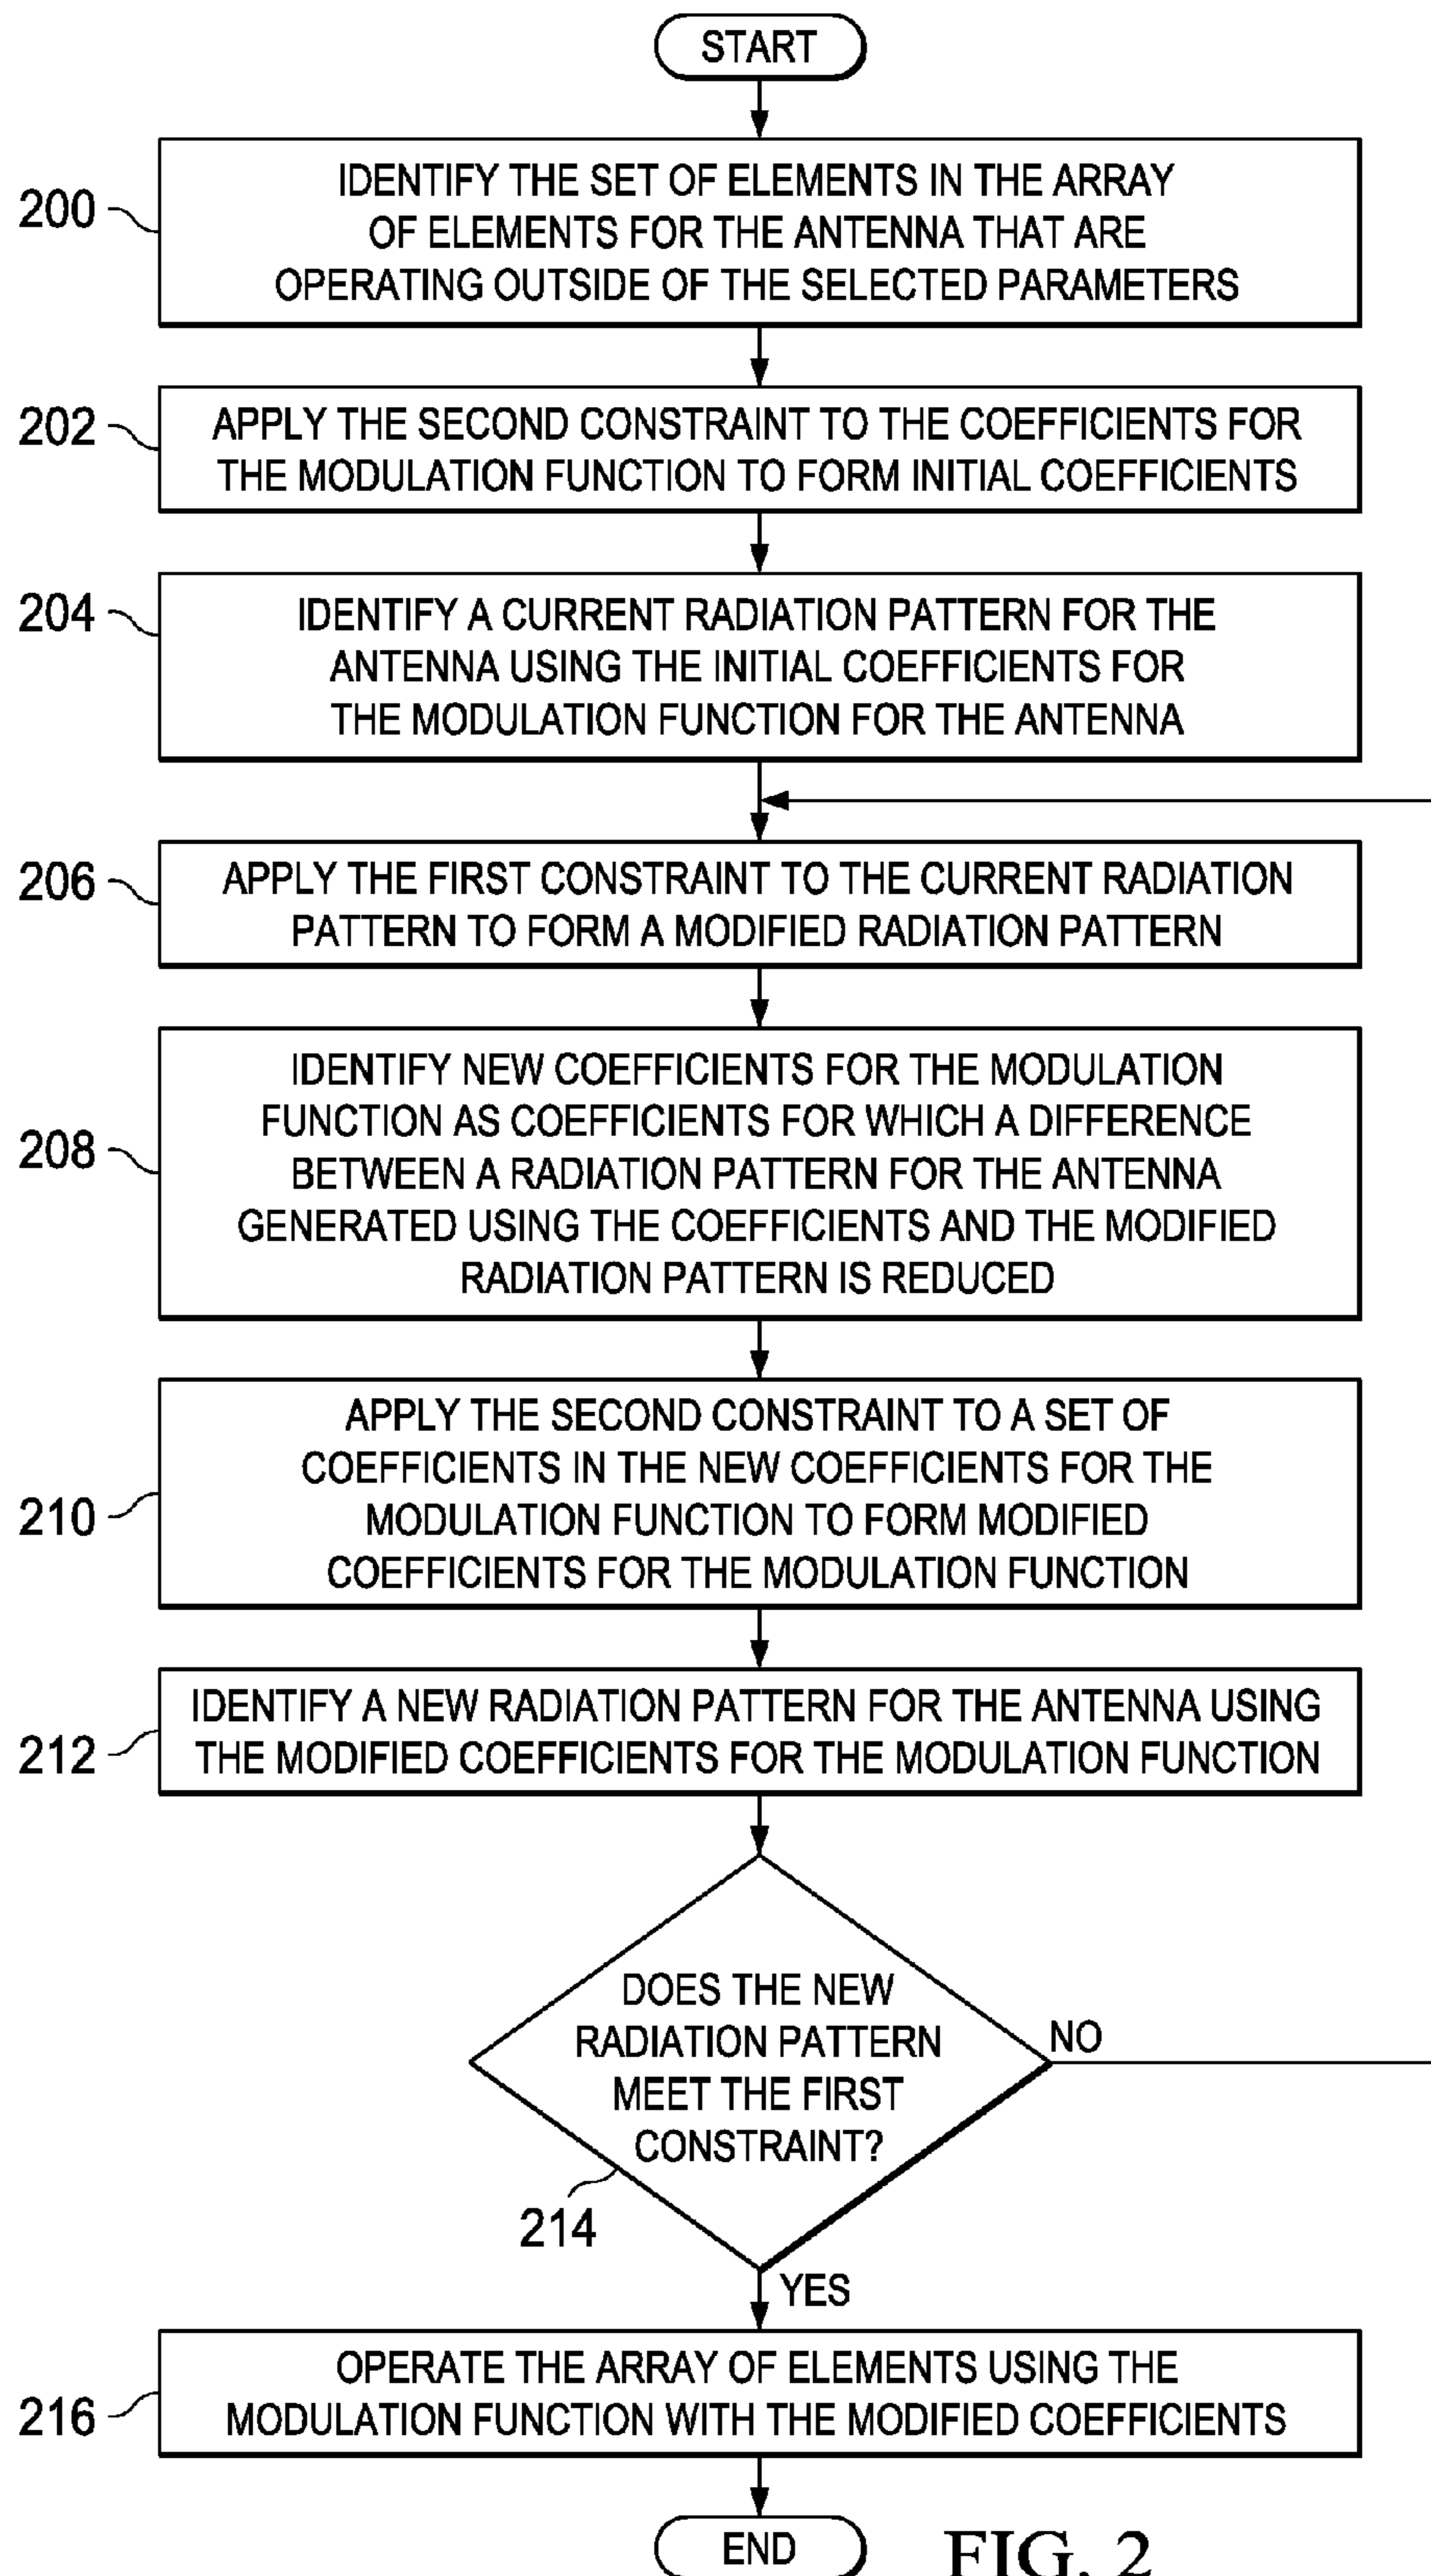 START
200
IDENTIFY THE SET OF ELEMENTS IN THE ARRAY
OF ELEMENTS FOR THE ANTENNA THAT ARE
OPERATING OUTSIDE OF THE SELECTED PARAMETERS
202
APPLY THE SECOND CONSTRAINT TO THE COEFFICIENTS FOR
THE MODULATION FUNCTION TO FORM INITIAL COEFFICIENTS
204
IDENTIFY A CURRENT RADIATION PATTERN FOR THE
ANTENNA USING THE INITIAL COEFFICIENTS FOR
THE MODULATION FUNCTION FOR THE ANTENNA
206
APPLY THE FIRST CONSTRAINT TO THE CURRENT RADIATION
PATTERN TO FORM A MODIFIED RADIATION PATTERN
208
IDENTIFY NEW COEFFICIENTS FOR THE MODULATION
FUNCTION AS COEFFICIENTS FOR WHICH A DIFFERENCE
BETWEEN A RADIATION PATTERN FOR THE ANTENNA
GENERATED USING THE COEFFICIENTS AND THE MODIFIED
RADIATION PATTERN IS REDUCED
210
APPLY THE SECOND CONSTRAINT TO A SET OF
COEFFICIENTS IN THE NEW COEFFICIENTS FOR THE
MODULATION FUNCTION TO FORM MODIFIED
COEFFICIENTS FOR THE MODULATION FUNCTION
212
IDENTIFY A NEW RADIATION PATTERN FOR THE ANTENNA USING
THE MODIFIED COEFFICIENTS FOR THE MODULATION FUNCTION
DOES THE NEW
RADIATION PATTERN
MEET THE FIRST
CONSTRAINT?
NO
214
YES
216
OPERATE THE ARRAY OF ELEMENTS USING THE
MODULATION FUNCTION WITH THE MODIFIED COEFFICIENTS
END
FIG. 2